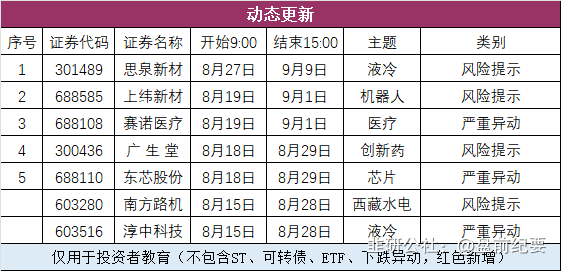 动态更新
序号 证券代码 证券名称 开始9:00 结束15:00 主题 类别
1 301489 思泉新材 8月27日 9月9日 液冷 风险提示
2 688585 上纬新材 8月19日 9月1日 机器人 风险提示
3 688108 赛诺医疗 8月19日 9月1日 医疗 严重异动
4 300436 广生堂 8月18日 8月29日 创新药 风险提示
5 688110 东芯股份 8月18日 8月29日 芯片 严重异动
603280 南方路机 8月15日 8月28日 西藏水电 风险提示
603516 淳中科技 8月15日 8月28日 液冷 严重异动
韭研公社:@盘前纪要
仅用于投资者教育（不包含ST、可转债、ETF、下跌异动，红色新增）